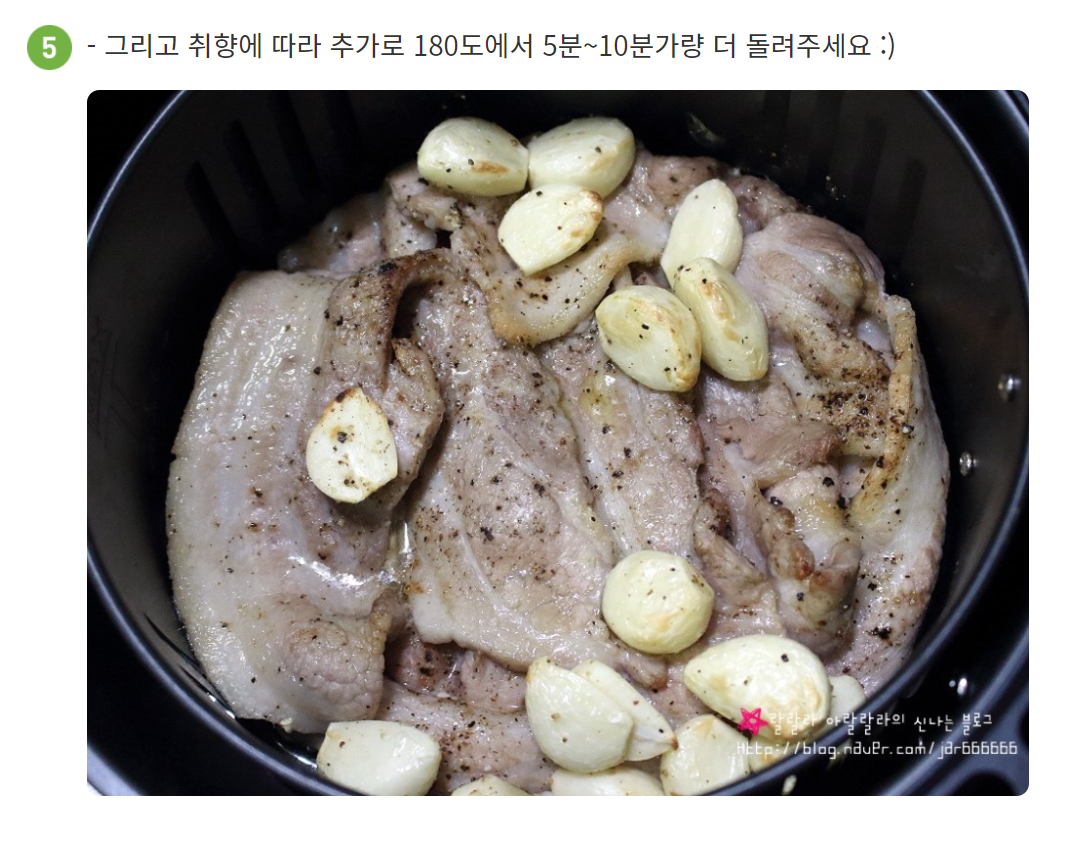 5 - 그리고 취향에 따라 추가로 180도에서 5분~10분가량 더 돌려주세요 :)
랄랄라 아랄랄라의 신나는 블로그
http://blog.naver.com/jar666666